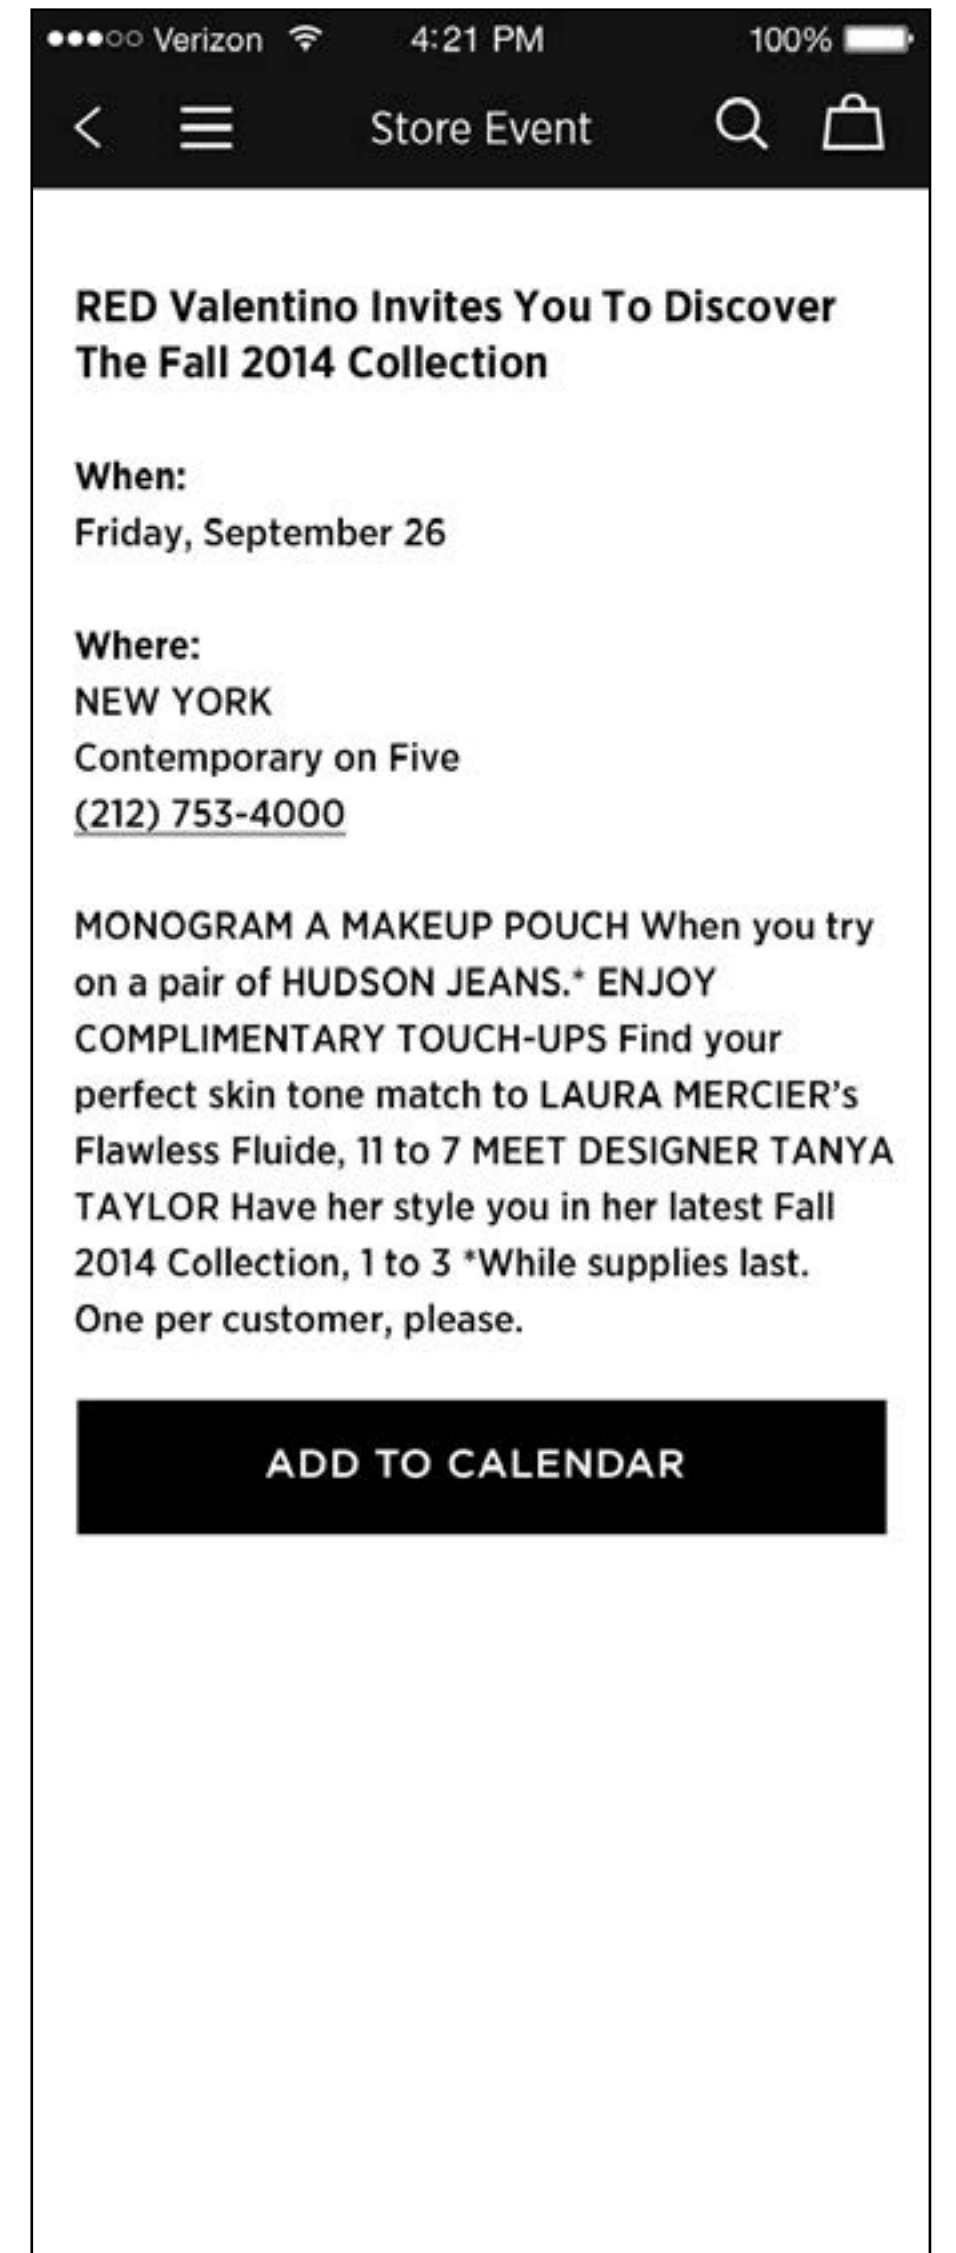 Verizon 4:21 PM 100%
Store Event
RED Valentino Invites You To Discover
The Fall 2014 Collection
When:
Friday, September 26
Where:
NEW YORK
Contemporary on Five
(212) 753-4000
MONOGRAM A MAKEUP POUCH When you try
on a pair of HUDSON JEANS.* ENJOY
COMPLIMENTARY TOUCH-UPS Find your
perfect skin tone match to LAURA MERCIER’s
Flawless Fluide, 11 to 7 MEET DESIGNER TANYA
TAYLOR Have her style you in her latest Fall
2014 Collection, 1 to 3 *While supplies last.
One per customer, please.
ADD TO CALENDAR